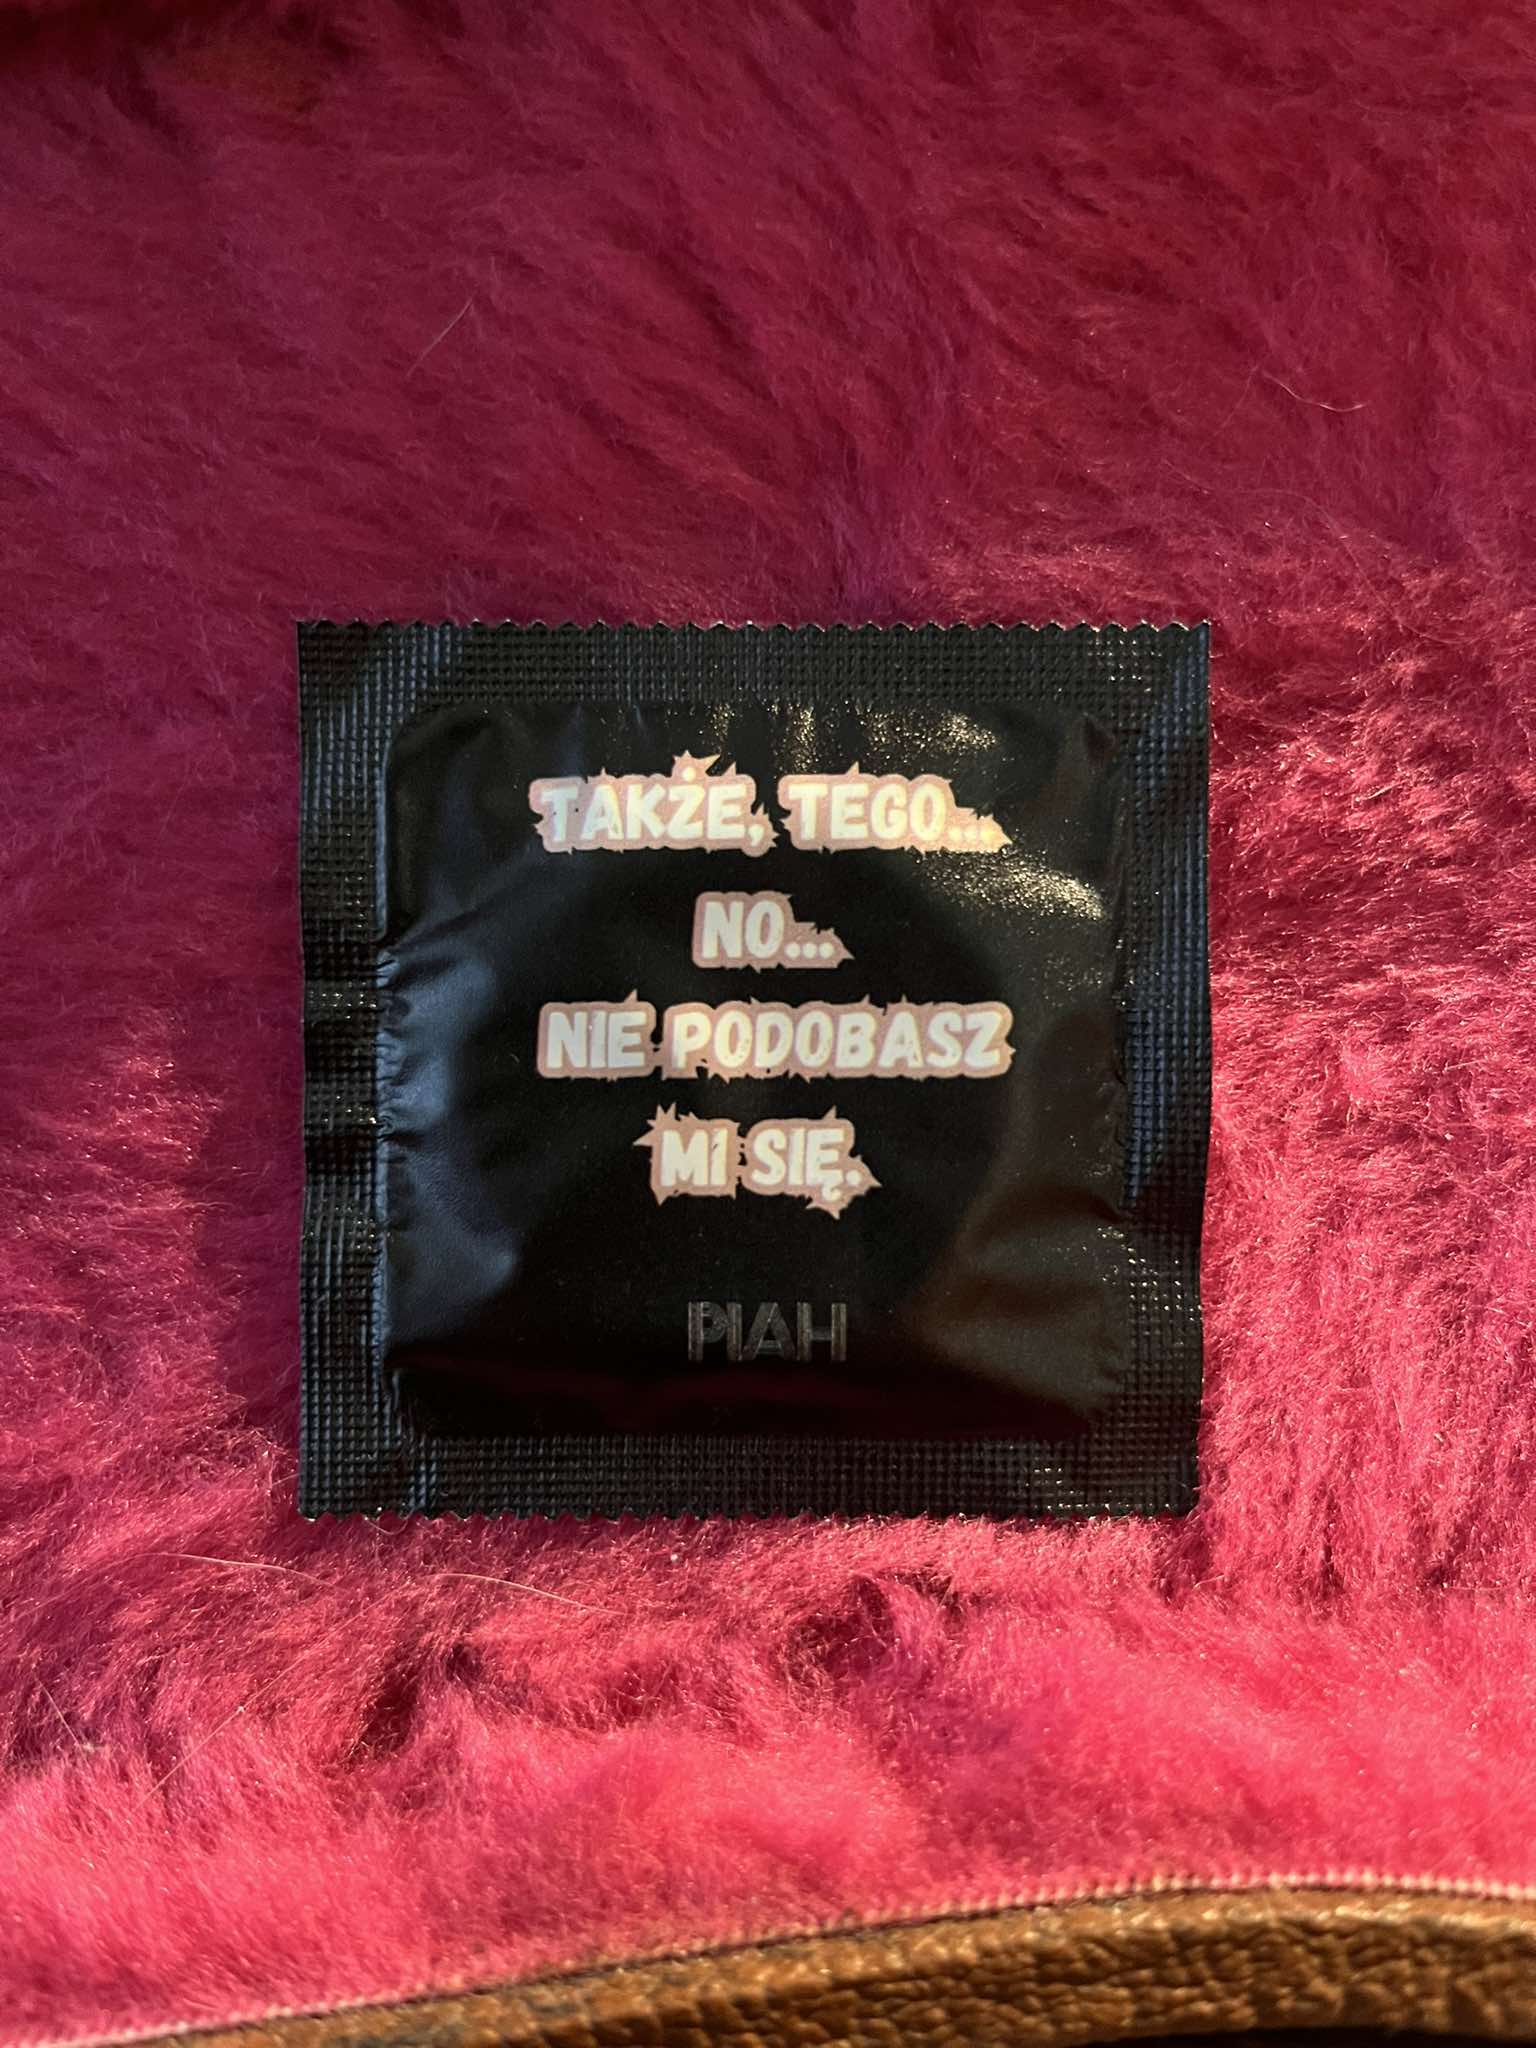 TAKŻE, TEGO...
NO...
NIE PODOBASZ
MI SIĘ.
PIAH